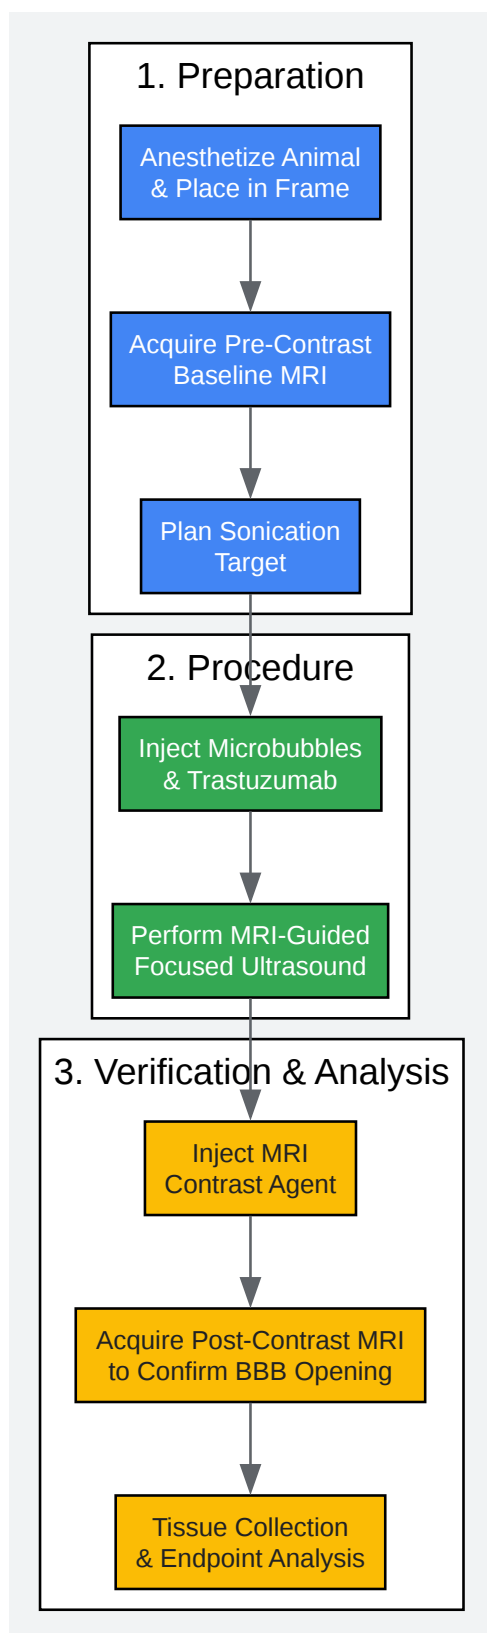 1. Preparation
Anesthetize Animal
& Place in Frame
Acquire Pre-Contrast
Baseline MRI
Plan Sonication
Target
2. Procedure
Inject Microbubbles
& Trastuzumab
Perform MRI-Guided
Focused Ultrasound
3. Verification & Analysis
Inject MRI
Contrast Agent
Acquire Post-Contrast MRI
to Confirm BBB Opening
Tissue Collection
& Endpoint Analysis